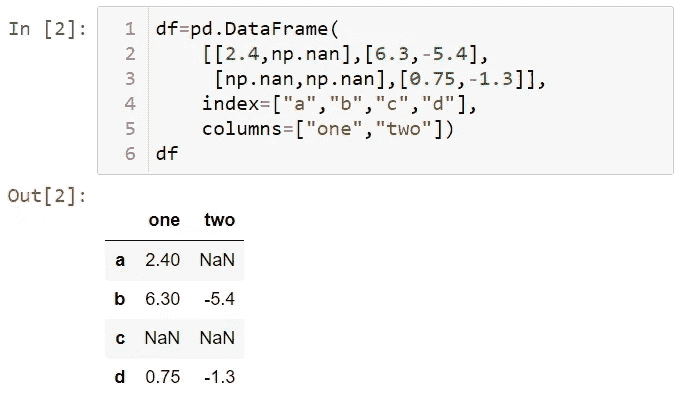 In [2]:
1 df=pd.DataFrame(
2     [[2.4,np.nan],[6.3,-5.4],
3      [np.nan,np.nan],[0.75,-1.3]],
4     index=["a","b","c","d"],
5     columns=["one","two"])
6 df
Out[2]:
one two
a 2.40 NaN
b 6.30 -5.4
c NaN NaN
d 0.75 -1.3